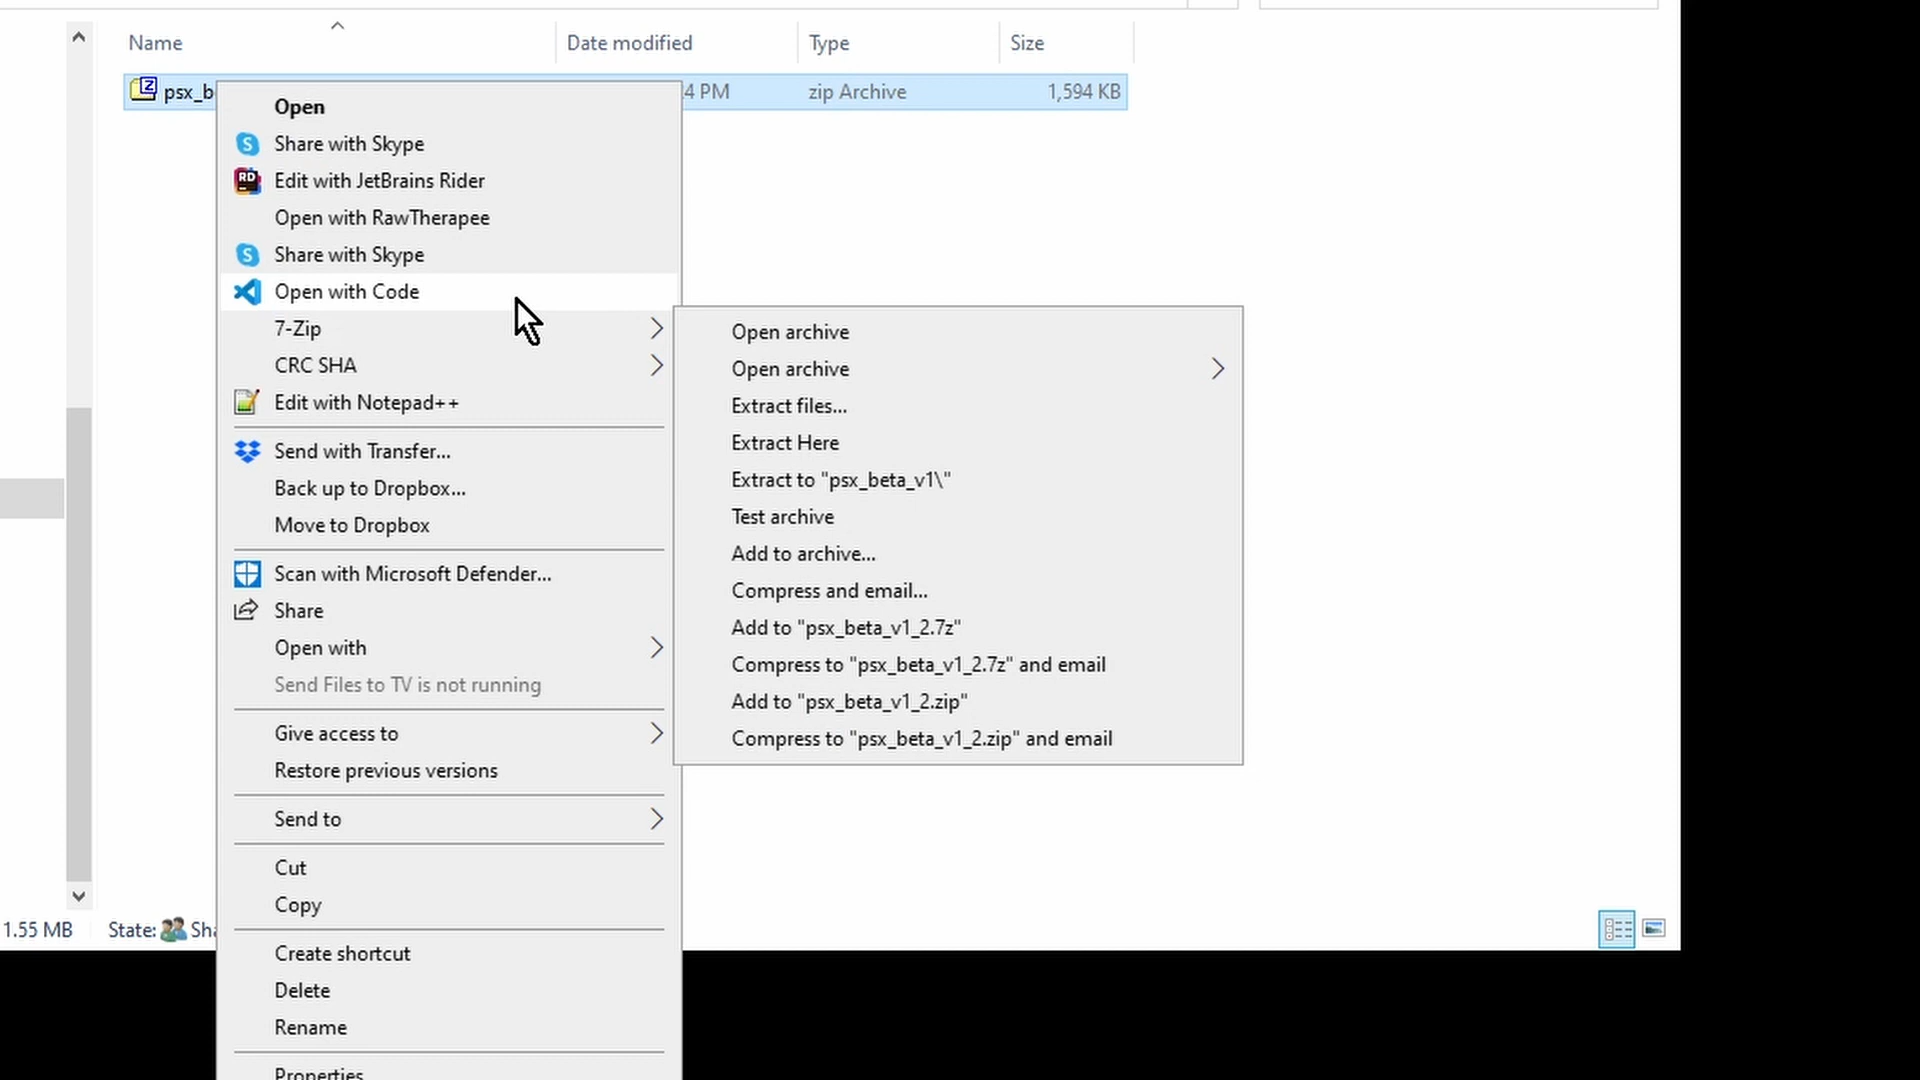 Name
Date modified
Type
Size
psx_b
4 PM
zip Archive
1,594 KB
Open
Share with Skype
Edit with JetBrains Rider
Open with RawTherapee
Share with Skype
Open with Code
7-Zip
CRC SHA
Edit with Notepad++
Send with Transfer...
Back up to Dropbox...
Move to Dropbox
Scan with Microsoft Defender...
Share
Open with
Send Files to TV is not running
Give access to
Restore previous versions
Send to
Cut
Copy
Create shortcut
Delete
Rename
Properties
Open archive
Open archive
Extract files...
Extract Here
Extract to "psx_beta_v1\"
Test archive
Add to archive...
Compress and email...
Add to "psx_beta_v1_2.7z"
Compress to "psx_beta_v1_2.7z" and email
Add to "psx_beta_v1_2.zip"
Compress to "psx_beta_v1_2.zip" and email
1.55 MB
State:
Sha